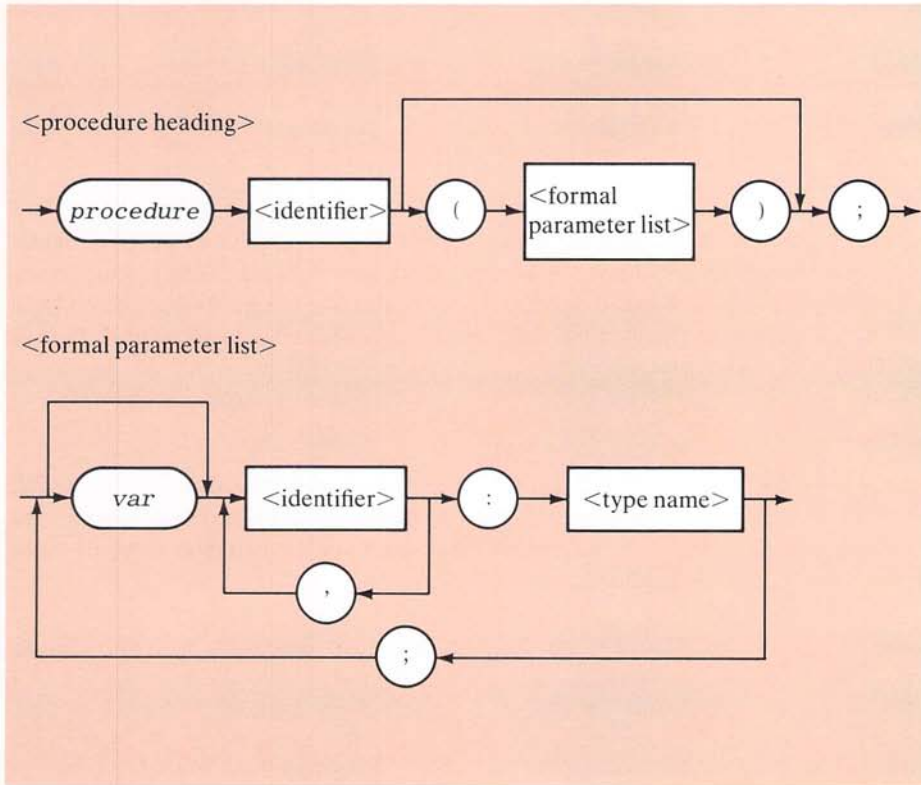 <procedure heading>
procedure <identifier> ( <formal parameter list> ) ;
<formal parameter list>
var <identifier> : <type name>
,
;